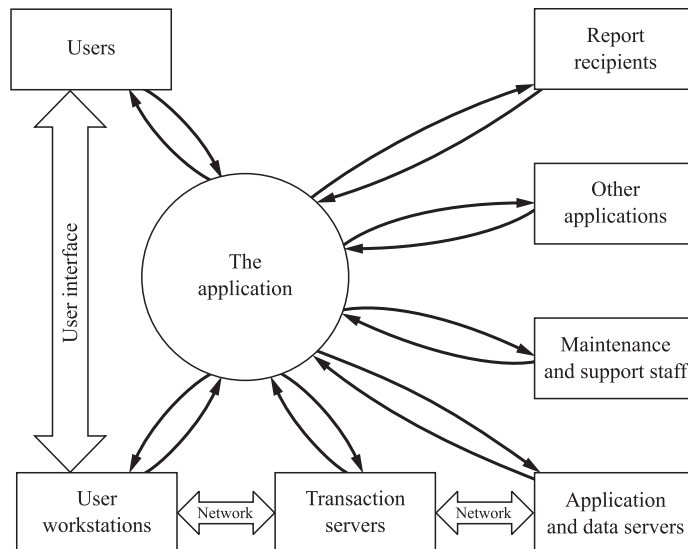 Users
Report
recipients
Other
applications
The
application
User interface
Maintenance
and support staff
User
workstations
Network
Transaction
servers
Network
Application
and data servers